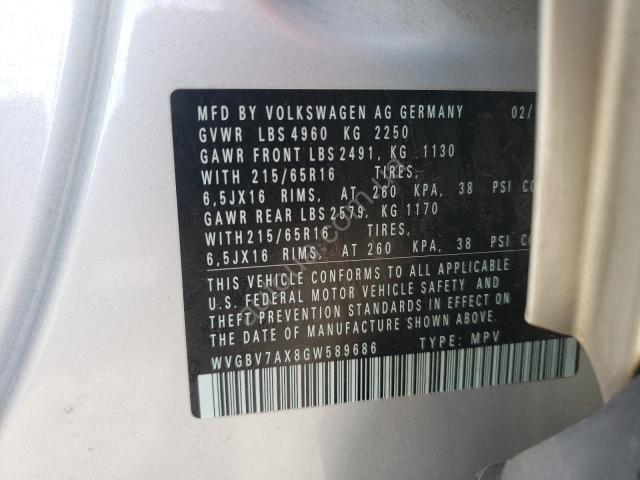 MFD BY VOLKSWAGEN AG GERMANY 02/
GVWR LBS 4960 KG 2250
GAWR FRONT LBS 2491, KG 1130
WITH 215/65R16 TIRES,
6,5JX16 RIMS, AT 260 KPA, 38 PSI CO
GAWR REAR LBS 2579, KG 1170
WITH 215/65R16 TIRES,
6,5JX16 RIMS, AT 260 KPA, 38 PSI CO
THIS VEHICLE CONFORMS TO ALL APPLICABLE
U.S. FEDERAL MOTOR VEHICLE SAFETY AND
THEFT PREVENTION STANDARDS IN EFFECT ON
THE DATE OF MANUFACTURE SHOWN ABOVE.
WVGBV7AX8GW589686 TYPE: MPV